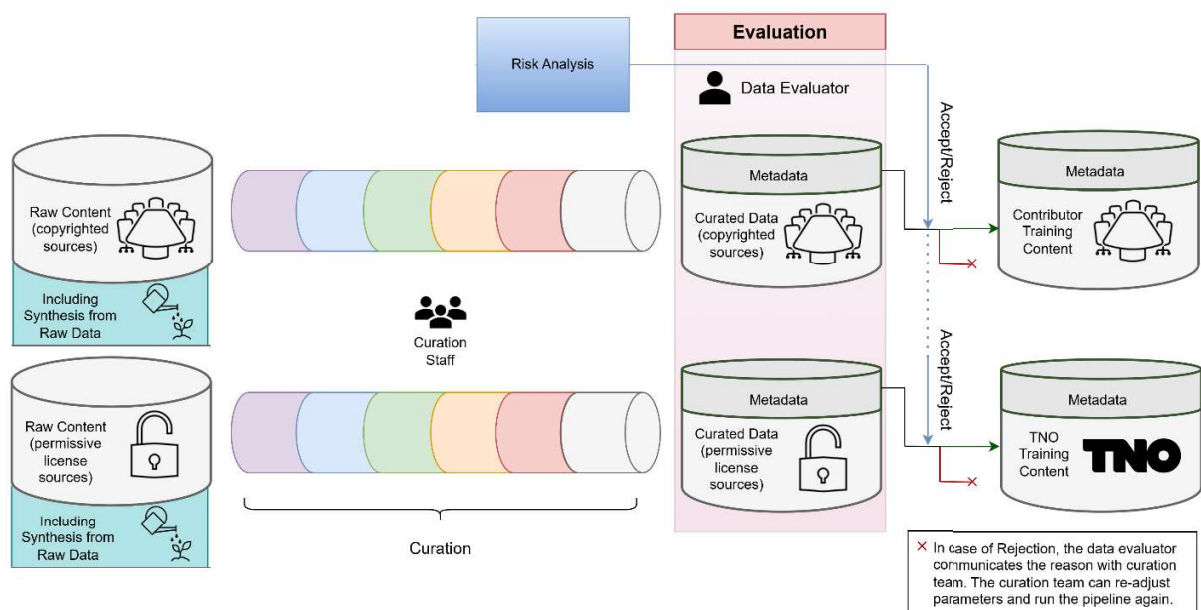 Evaluation
Risk Analysis
Data Evaluator
Accept/Reject
Metadata
Metadata
Raw Content
(copyrighted
sources)
Curated Data
(copyrighted
sources)
Contributor
Training
Content
Including
Synthesis from
Raw Data
Curation
Staff
Accept/Reject
Metadata
Metadata
Raw Content
(permissive
license
sources)
Curated Data
(permissive
license sources)
TNO
Training
Content
TNO
Including
Synthesis from
Raw Data
Curation
× In case of Rejection, the data evaluator
communicates the reason with curation
team. The curation team can re-adjust
parameters and run the pipeline again.